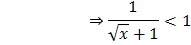 ⇒ 1/(√x + 1) < 1